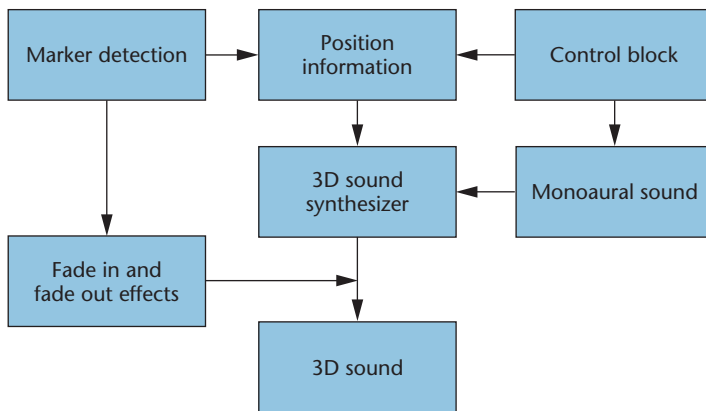 Marker detection
Position
information
Control block
3D sound
synthesizer
Monoaural sound
Fade in and
fade out effects
3D sound